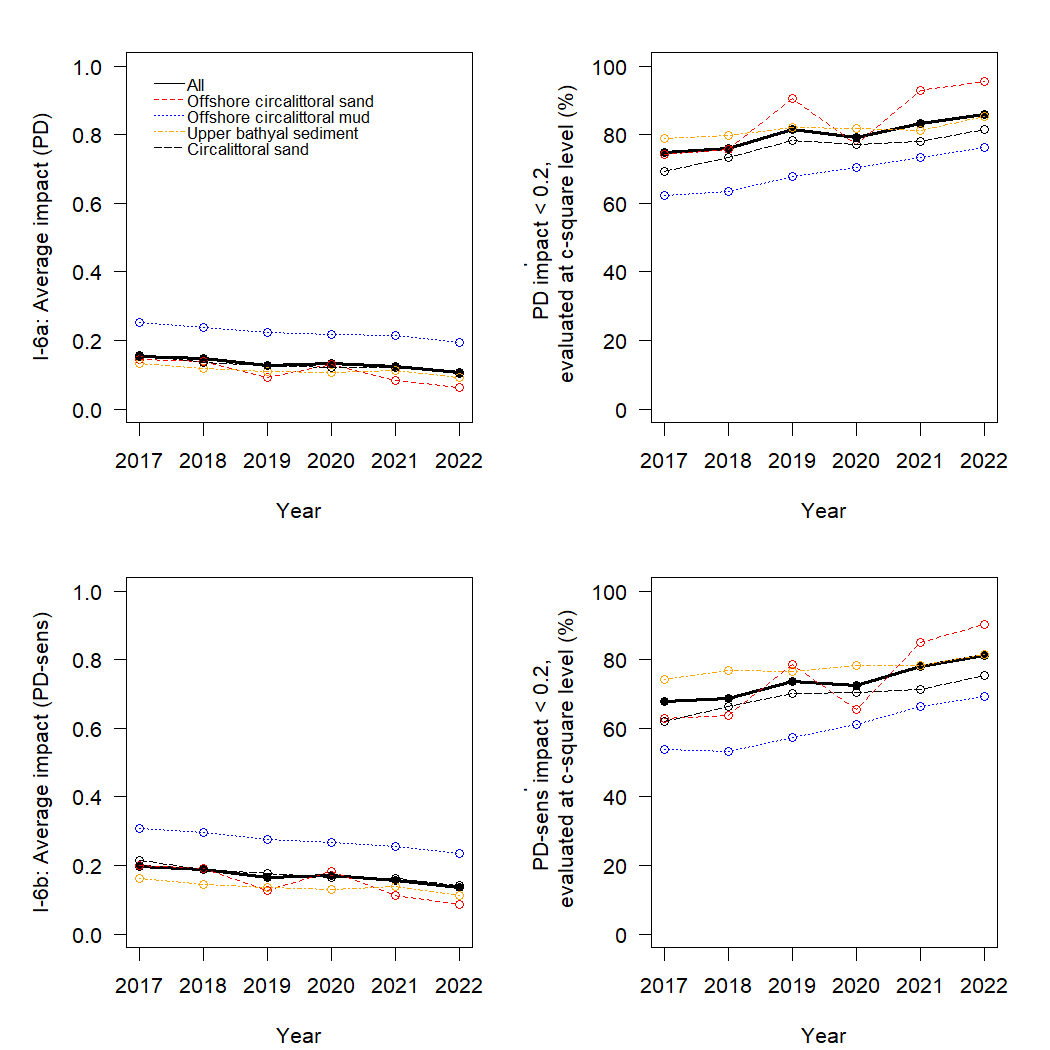 I-6a: Average impact (PD)
1.0
0.8
0.6
0.4
0.2
0.0
All
Offshore circalittoral sand
Offshore circalittoral mud
Upper bathyal sediment
Circalittoral sand
2017 2018 2019 2020 2021 2022
Year
PD impact < 0.2,
evaluated at c-square level (%)
100
80
60
40
20
0
2017 2018 2019 2020 2021 2022
Year
I-6b: Average impact (PD-sens)
1.0
0.8
0.6
0.4
0.2
0.0
2017 2018 2019 2020 2021 2022
Year
PD-sens impact < 0.2,
evaluated at c-square level (%)
100
80
60
40
20
0
2017 2018 2019 2020 2021 2022
Year